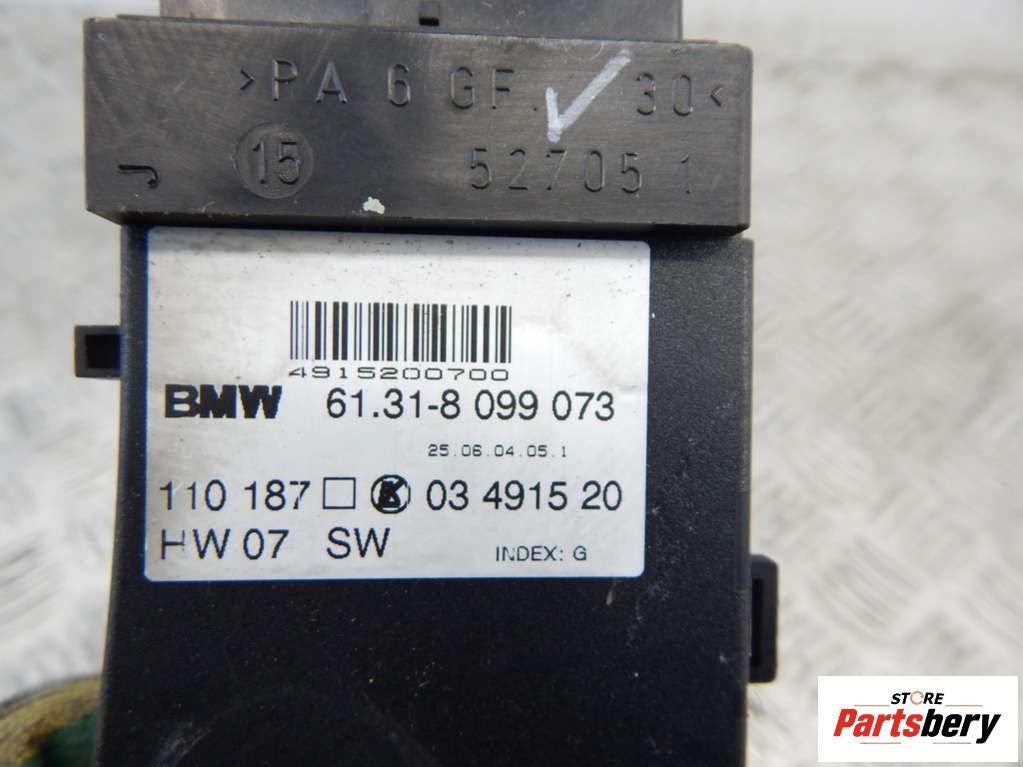 >PA 6 GF. 30<
J 15 52705 1
4915200700
BMW 61.31-8 099 073
25.06.04.05.1
110 187 □ K 03 4915 20
HW 07 SW
INDEX: G
STORE
Partsbery